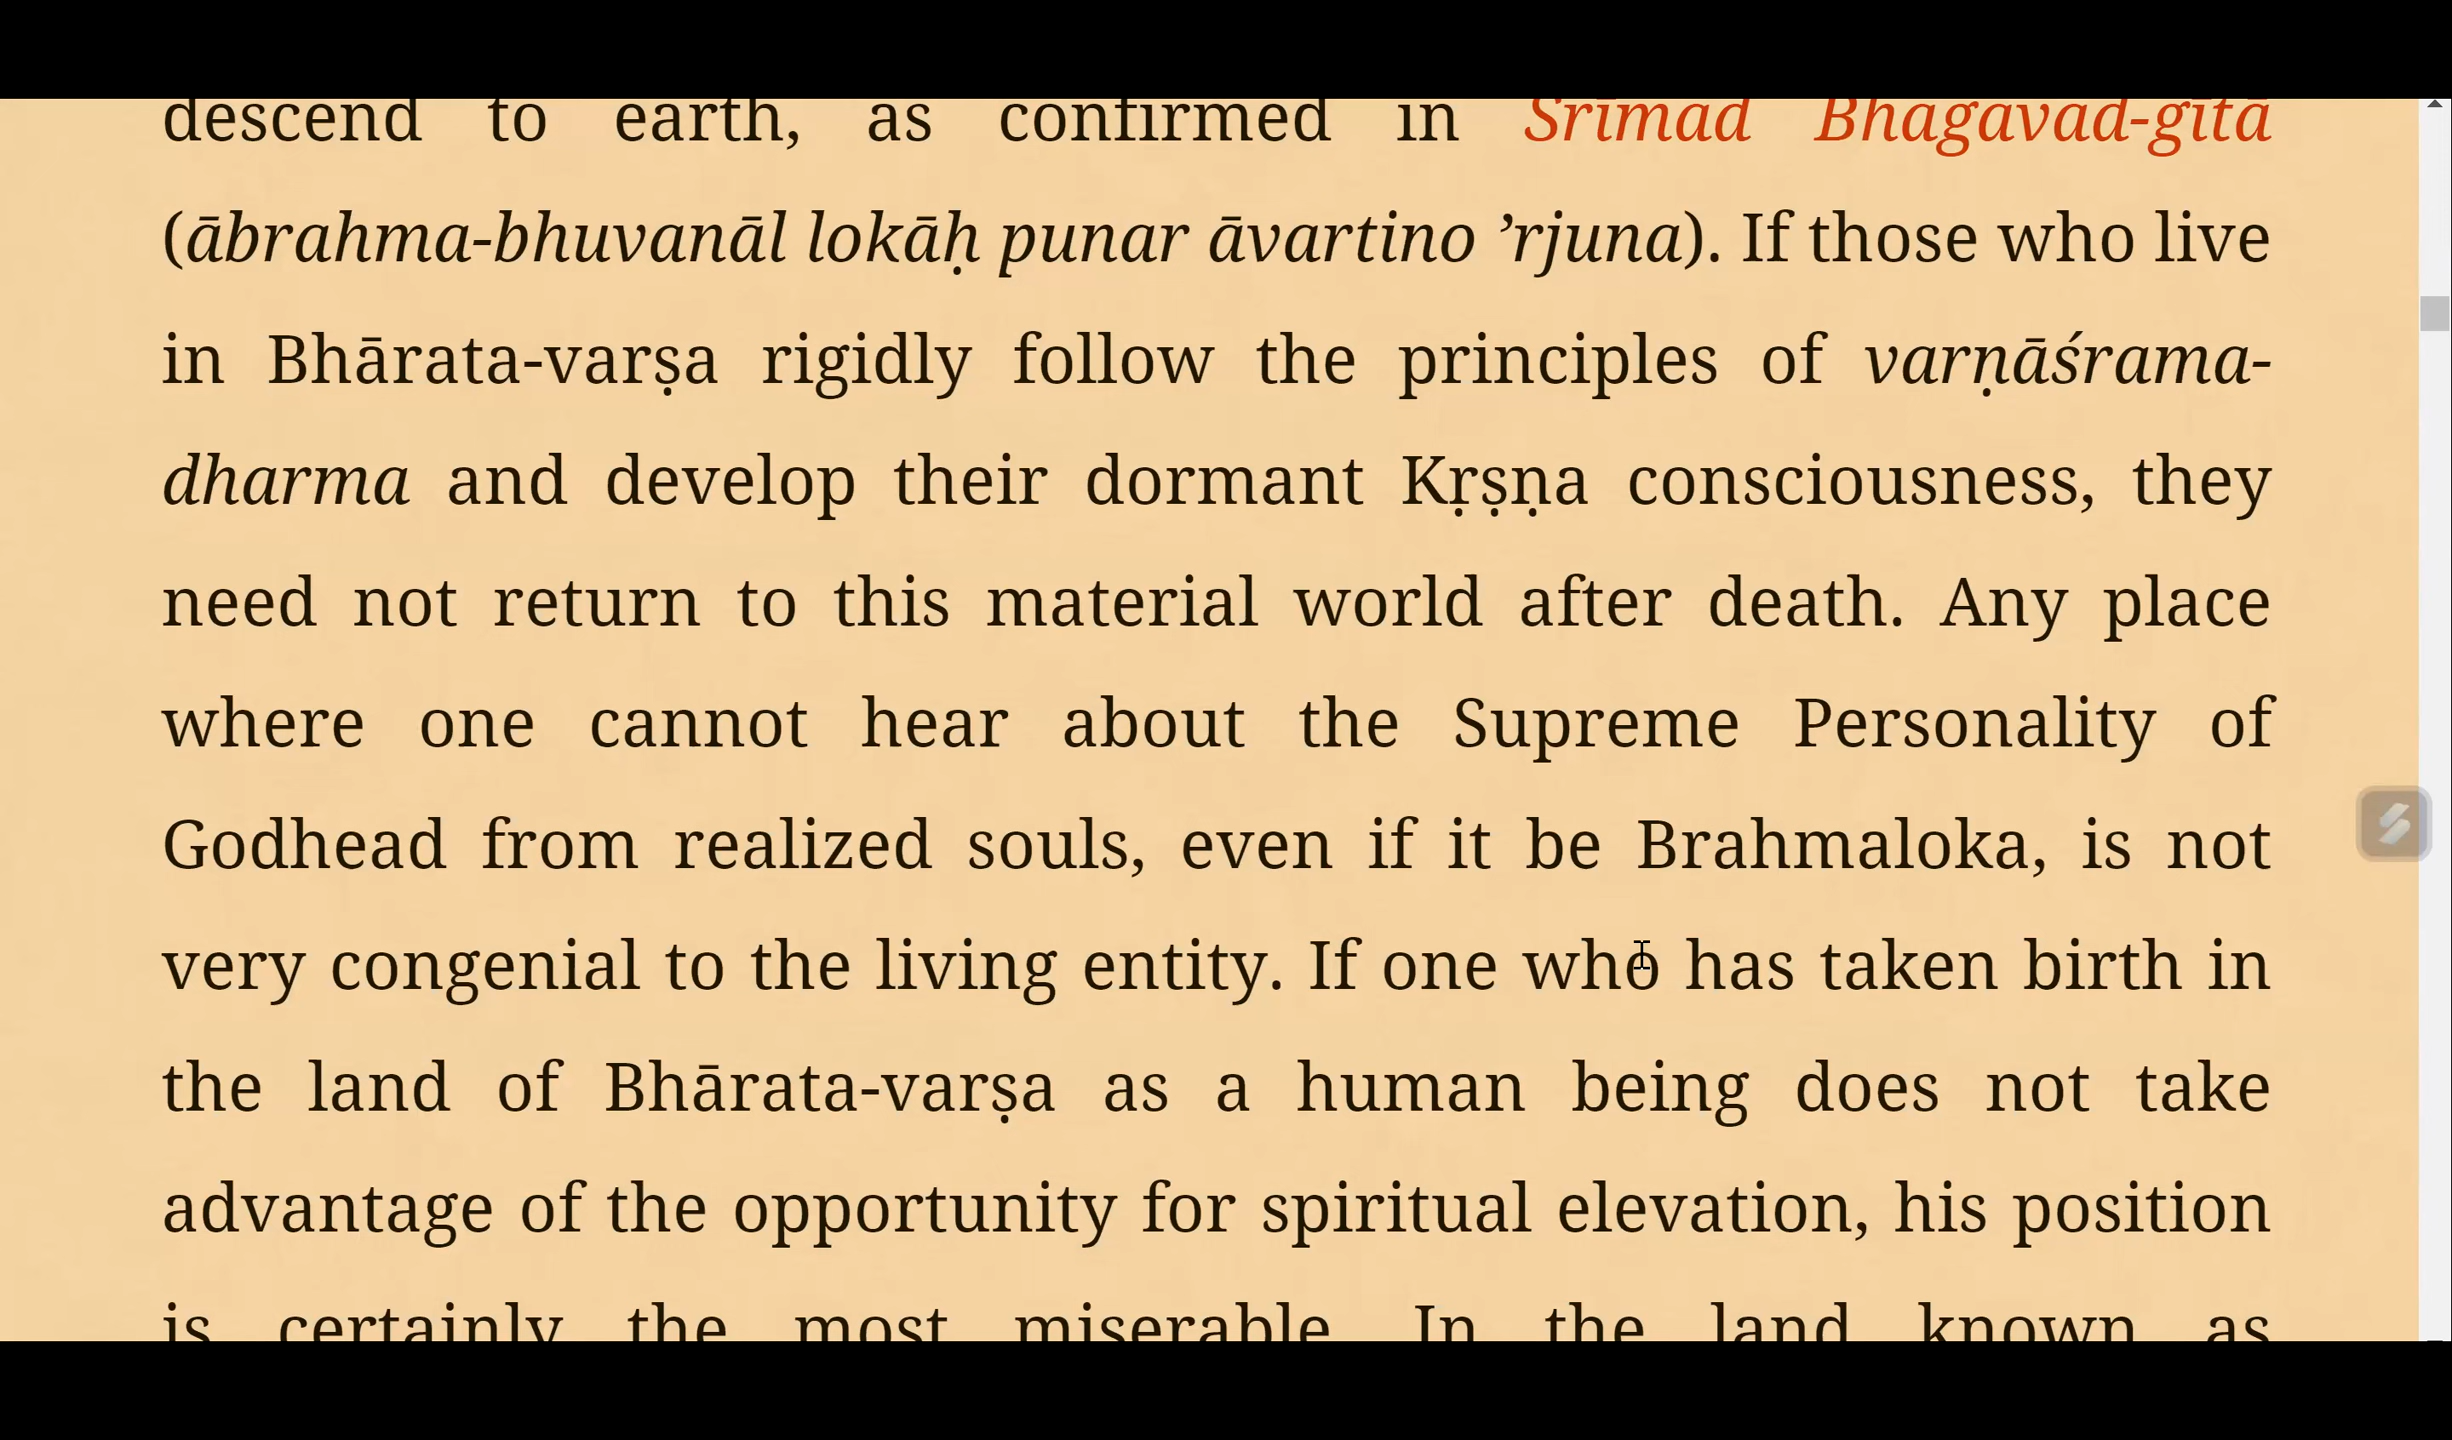 descend to earth, as confirmed in Śrīmad Bhagavad-gītā
(ābrahma-bhuvanāl lokāḥ punar āvartino ’rjuna). If those who live
in Bhārata-varṣa rigidly follow the principles of varṇāśrama-
dharma and develop their dormant Kṛṣṇa consciousness, they
need not return to this material world after death. Any place
where one cannot hear about the Supreme Personality of
Godhead from realized souls, even if it be Brahmaloka, is not
very congenial to the living entity. If one who has taken birth in
the land of Bhārata-varṣa as a human being does not take
advantage of the opportunity for spiritual elevation, his position
is certainly the most miserable. In the land known as